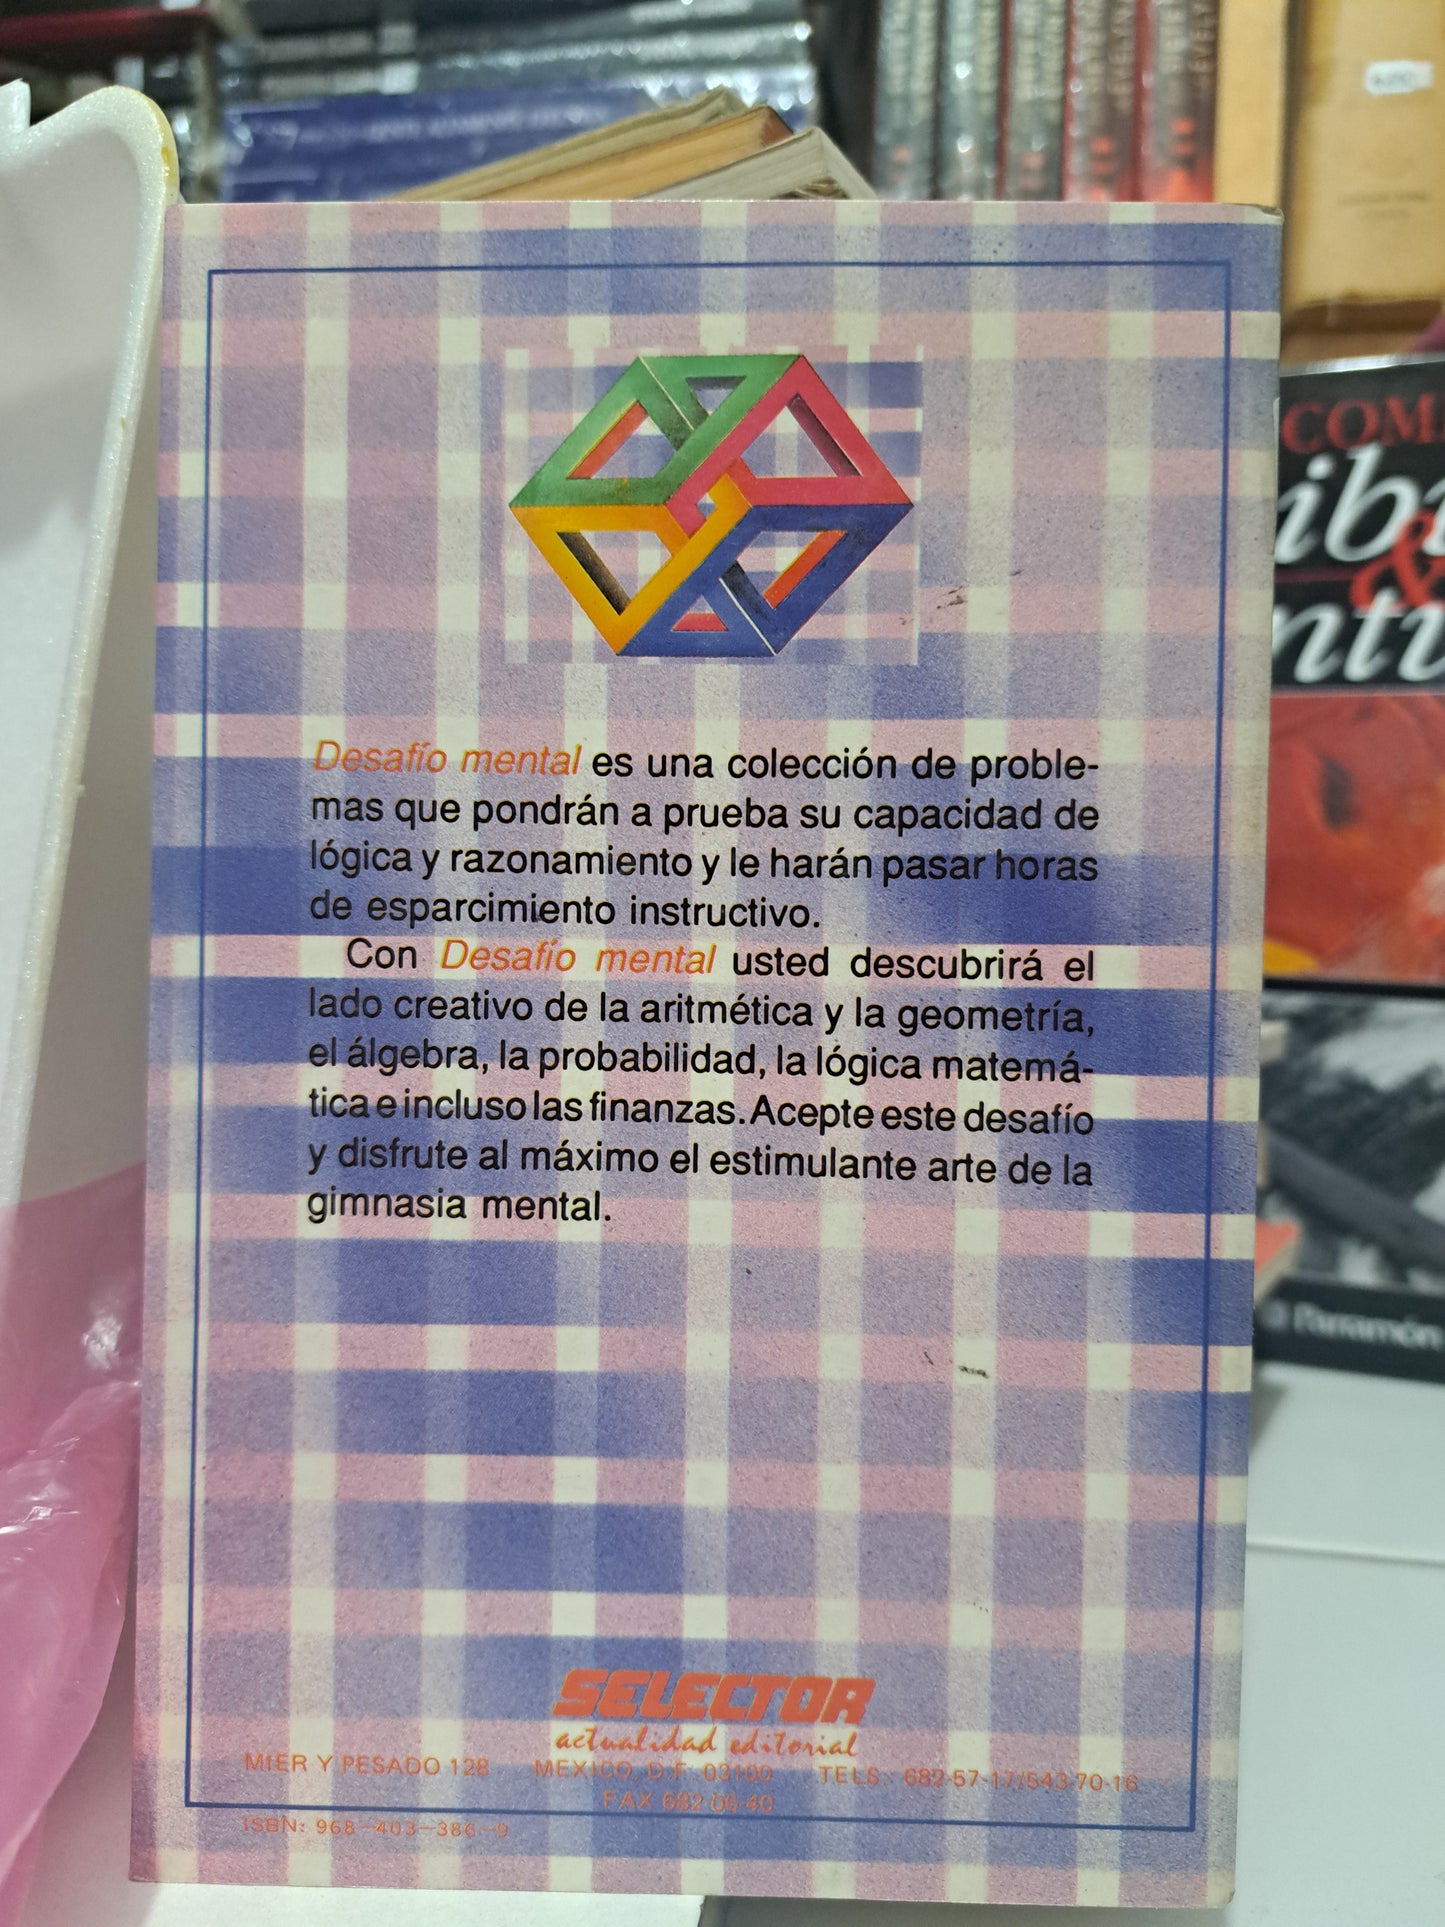 Desafío mental es una colección de proble-
mas que pondrán a prueba su capacidad de
lógica y razonamiento y le harán pasar horas
de esparcimiento instructivo.
Con Desafío mental usted descubrirá el
lado creativo de la aritmética y la geometría,
el álgebra, la probabilidad, la lógica matemá-
tica e incluso las finanzas. Acepte este desafío
y disfrute al máximo el estimulante arte de la
gimnasia mental.
SELECTOR
actualidad editorial
MIER Y PESADO 128 MEXICO, D.F. 03100 TELS. 682-57-17/543-70-16
FAX 682-06-40
ISBN: 968-403-386-9
COM
ibi
&
ntu
Parramón